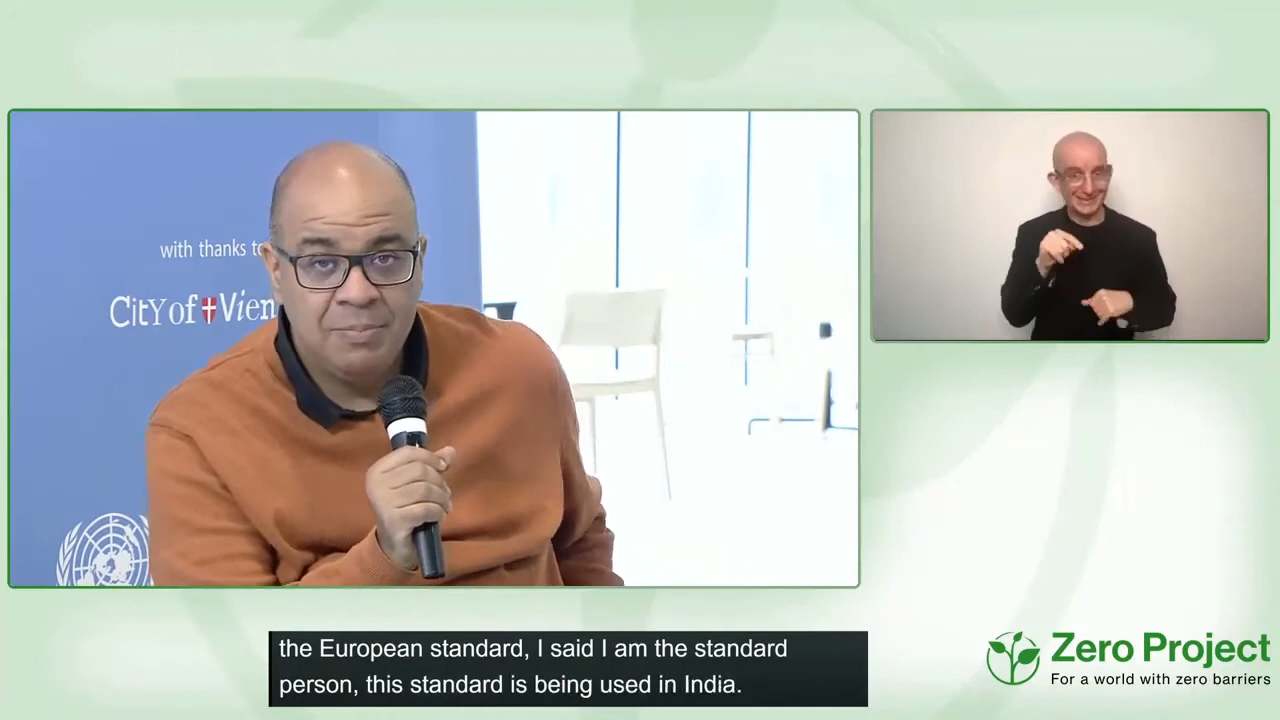 with thanks to
City of Vien
the European standard, I said I am the standard
person, this standard is being used in India.
Zero Project
For a world with zero barriers